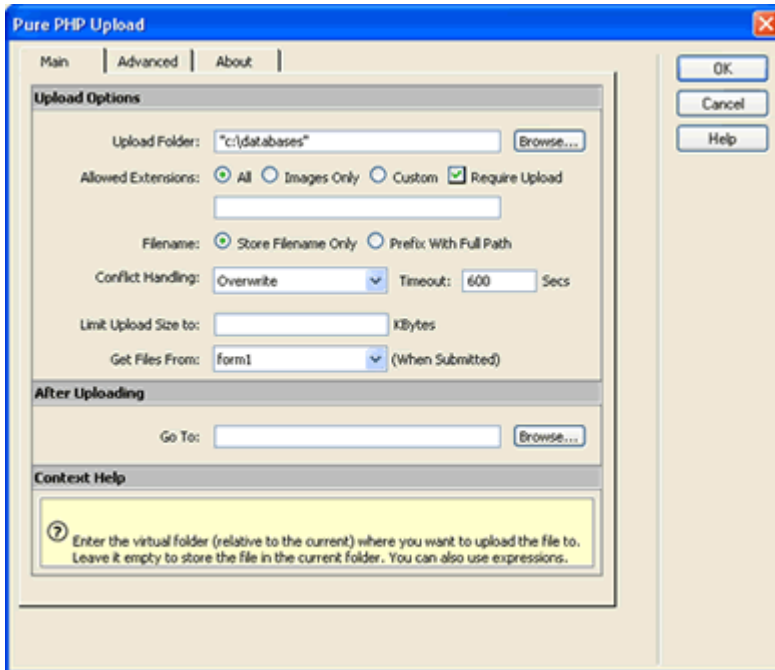 Pure PHP Upload
Main Advanced About
OK
Cancel
Help
Upload Options
Upload Folder: "c:\databases" Browse...
Allowed Extensions: All Images Only Custom Require Upload
Filename: Store Filename Only Prefix With Full Path
Conflict Handling: Overwrite Timeout: 600 Secs
Limit Upload Size to: KBytes
Get Files From: form1 (When Submitted)
After Uploading
Go To: Browse...
Context Help
Enter the virtual folder (relative to the current) where you want to upload the file to.
Leave it empty to store the file in the current folder. You can also use expressions.